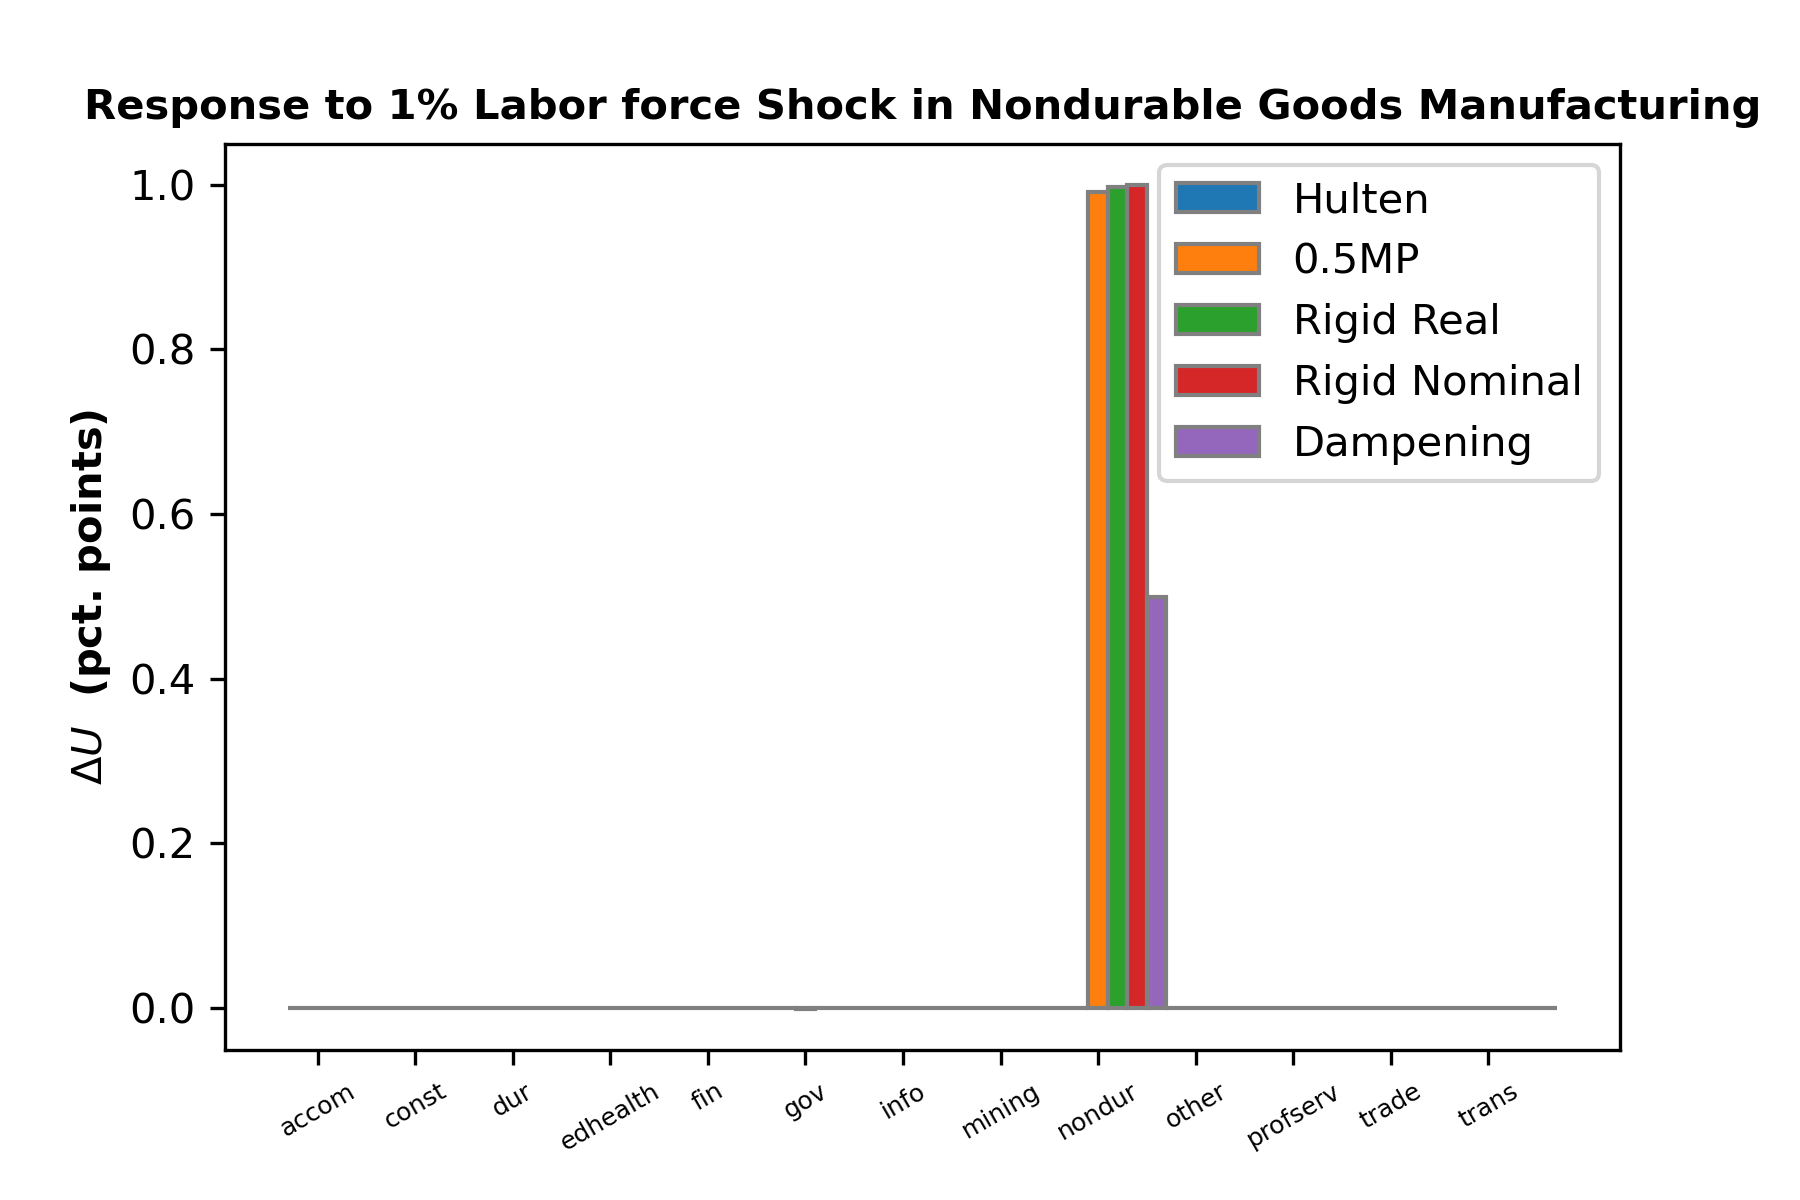 Response to 1% Labor force Shock in Nondurable Goods Manufacturing
Hulten
0.5MP
Rigid Real
Rigid Nominal
Dampening
1.0
0.8
0.6
0.4
0.2
0.0
ΔU (pct. points)
accom
const
dur
edhealth
fin
gov
info
mining
nondur
other
profserv
trade
trans